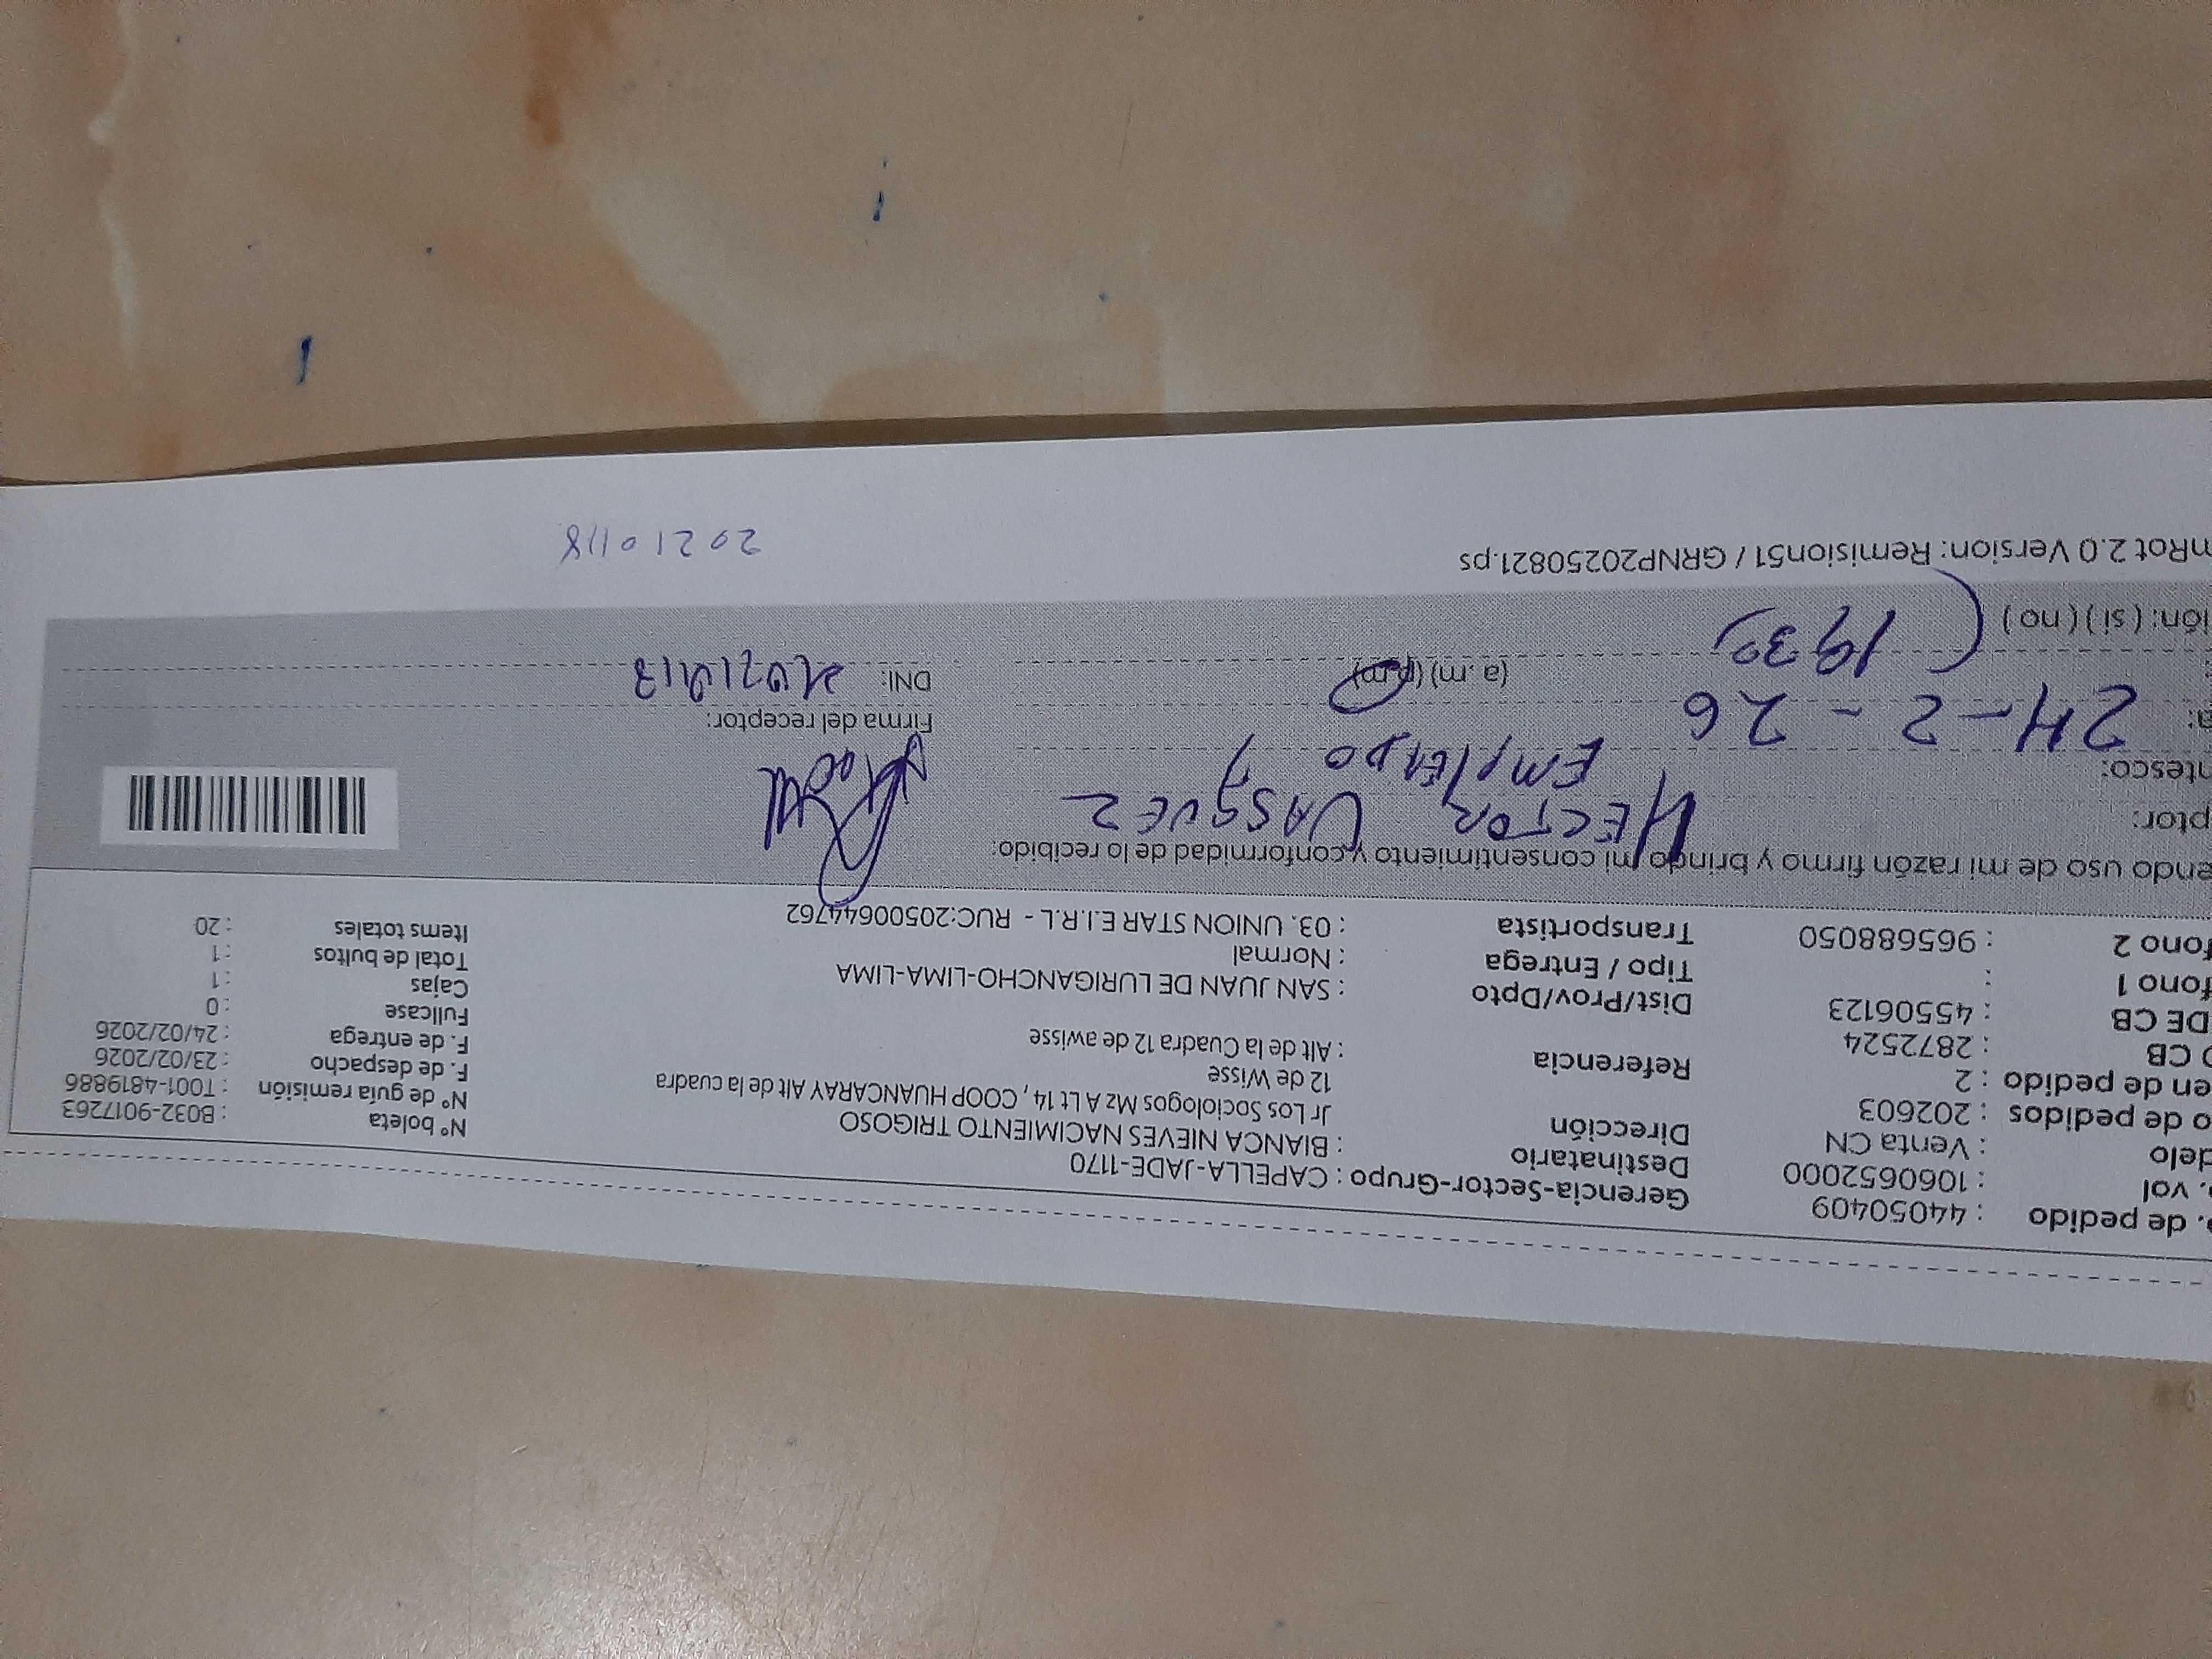 . de pedido : 44050409
. vol : 1060652000
delo : Venta CN
o de pedidos : 202603
en de pedido : 2
O CB : 2872524
DE CB : 45506123
fono 1 :
fono 2 : 965688050
Gerencia-Sector-Grupo : CAPELLA-JADE-1170
Destinatario : BIANCA NIEVES NACIMIENTO TRIGOSO
Dirección Jr Los Sociologos Mz A Lt 14, COOP HUANCARAY Alt de la cuadra
12 de Wisse
Referencia : Alt de la Cuadra 12 de awisse
Dist/Prov/Dpto : SAN JUAN DE LURIGANCHO-LIMA-LIMA
Tipo / Entrega : Normal
Transportista : 03. UNION STAR E.I.R.L - RUC:20500644762
N° boleta : B032-9017263
N° de guía remisión : T001-4819886
F. de despacho : 23/02/2026
F. de entrega : 24/02/2026
Fullcase : 0
Cajas : 1
Total de bultos : 1
Items totales : 20
endo uso de mi razón firmo y brindo mi consentimiento y conformidad de lo recibido:
ptor: HECTOR VASQUEZ
ntesco: EMPLEADO
a: 24-2-26 (a.m) (p.m)
1930
ión: (si) (no)
Firma del receptor:
DNI:
nRot 2.0 Version: Remision51 / GRNP20250821.ps
20210118